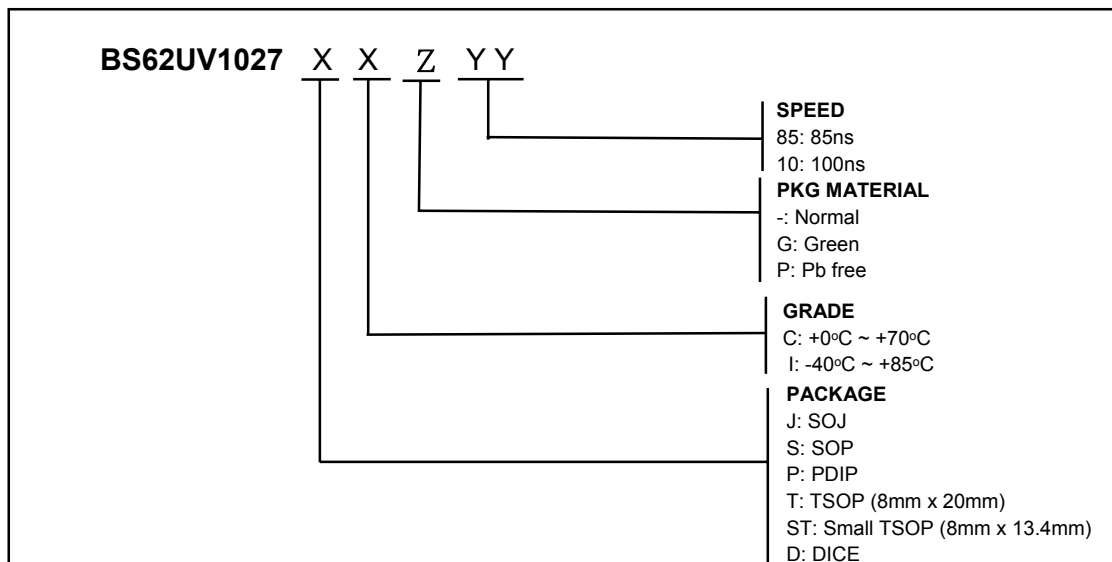 BS62UV1027 X X Z Y Y
SPEED
85: 85ns
10: 100ns
PKG MATERIAL
-: Normal
G: Green
P: Pb free
GRADE
C: +0ºC ~ +70ºC
I: -40ºC ~ +85ºC
PACKAGE
J: SOJ
S: SOP
P: PDIP
T: TSOP (8mm x 20mm)
ST: Small TSOP (8mm x 13.4mm)
D: DICE